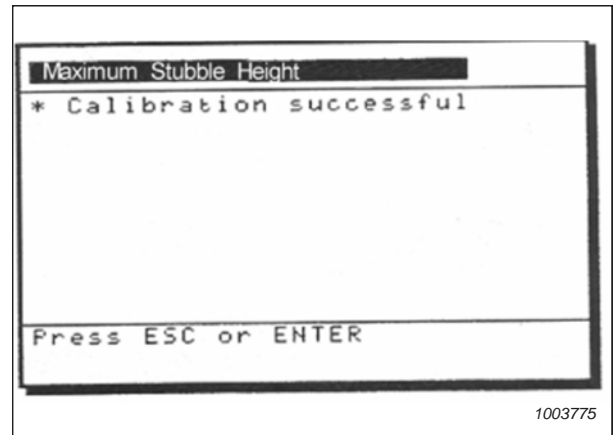 Maximum Stubble Height
* Calibration successful
Press ESC or ENTER
1003775